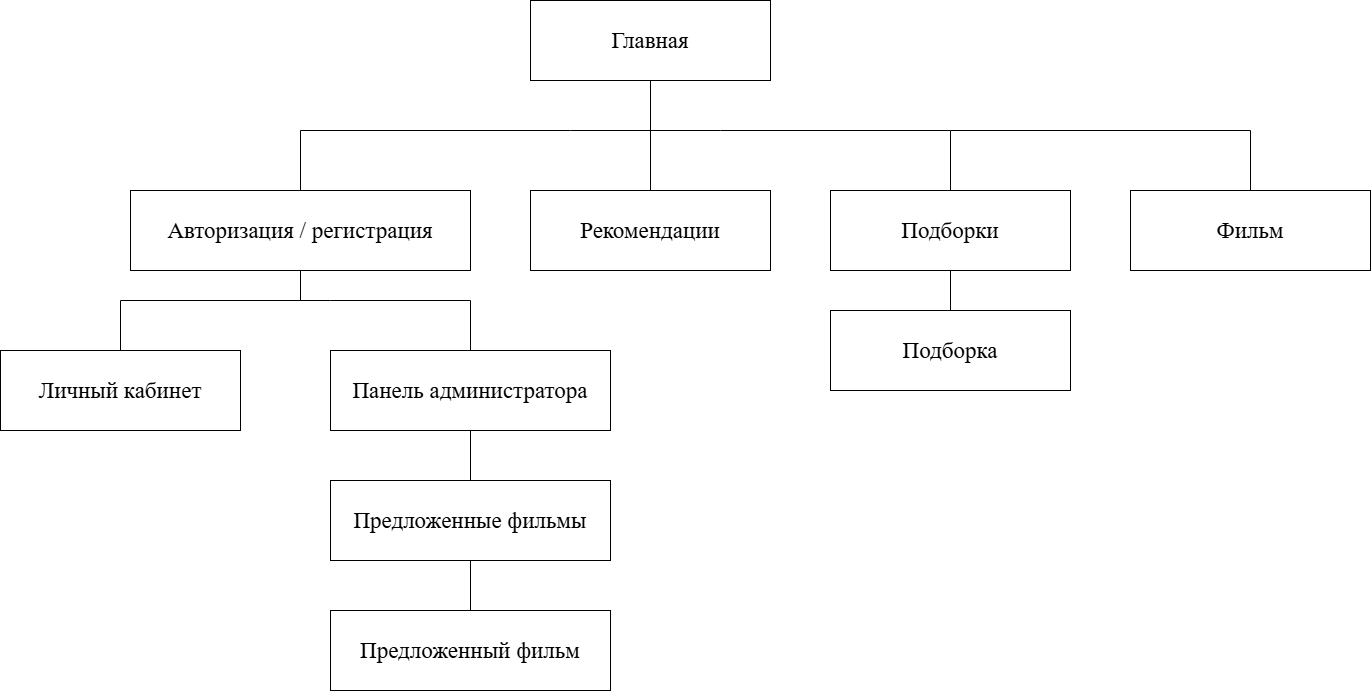 Главная
Авторизация / регистрация
Рекомендации
Подборки
Фильм
Подборка
Личный кабинет
Панель администратора
Предложенные фильмы
Предложенный фильм